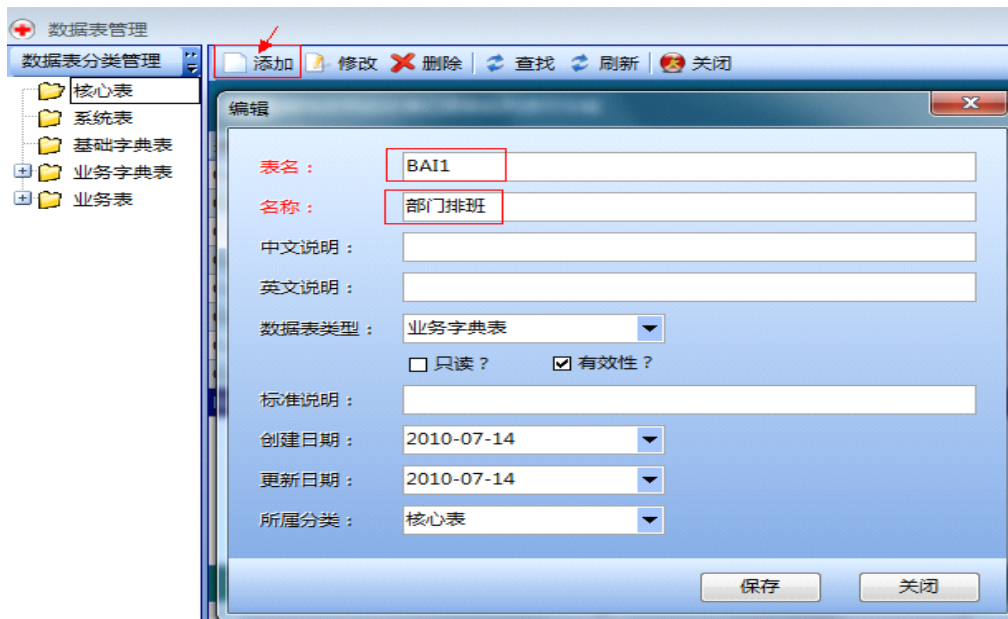 数据表管理
数据表分类管理
添加 修改 删除 查找 刷新 关闭
核心表
系统表
基础字典表
业务字典表
业务表
编辑
表名：
BAI1
名称：
部门排班
中文说明：
英文说明：
数据表类型：
业务字典表
只读？ 有效性？
标准说明：
创建日期：
2010-07-14
更新日期：
2010-07-14
所属分类：
核心表
保存 关闭